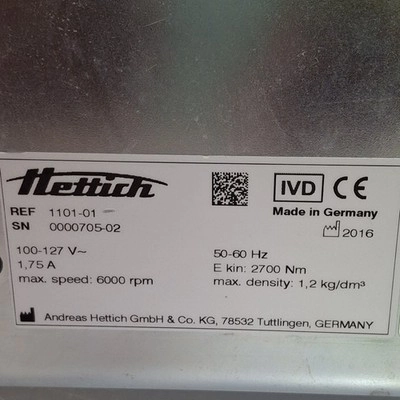 Hettich
IVD CE
REF 1101-01
SN 0000705-02
Made in Germany
2016
100-127 V~
1,75 A
max. speed: 6000 rpm
50-60 Hz
E kin: 2700 Nm
max. density: 1,2 kg/dm³
Andreas Hettich GmbH & Co. KG, 78532 Tuttlingen, GERMANY